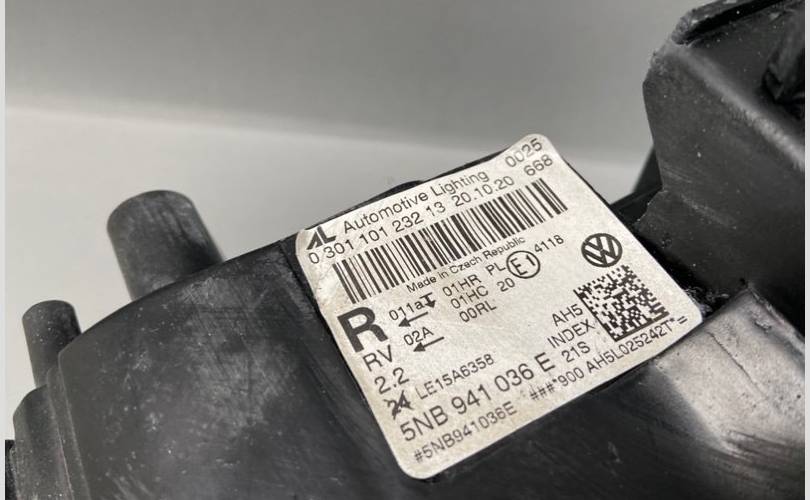 AL Automotive Lighting 0025
0 301 101 232 13 20.10.20 668
Made in Czech Republic
R 011a 01HR PL E1 4118
01HC 20
RV 02A 00RL
2.2
LE15A6358 AH5
INDEX
5NB 941 036 E 21S
#5NB941036E ###*900 AH5L025242T*=